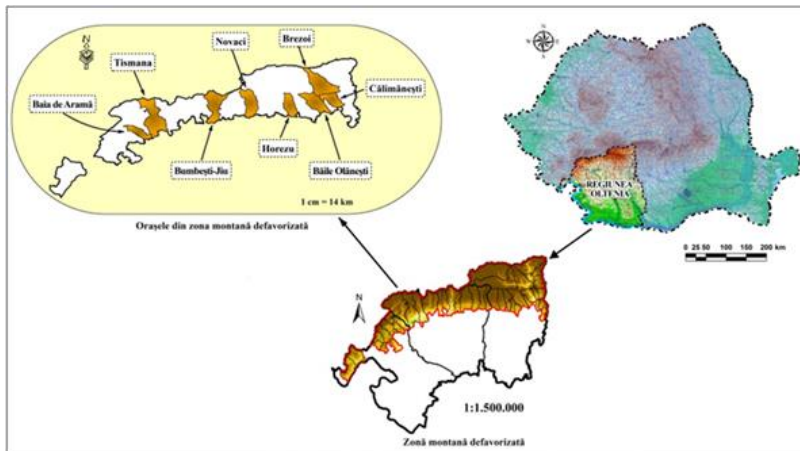 Brezoi
Novaci
Tismana
Călimănești
Baia de Aramă
Horezu
Bumbești-Jiu
Băile Olănești
1 cm = 14 km
Orașele din zona montană defavorizată
N
W E
S
REGIUNEA
OLTENIA
0 25 50 100 150 200 km
N
1:1.500.000
Zonă montană defavorizată